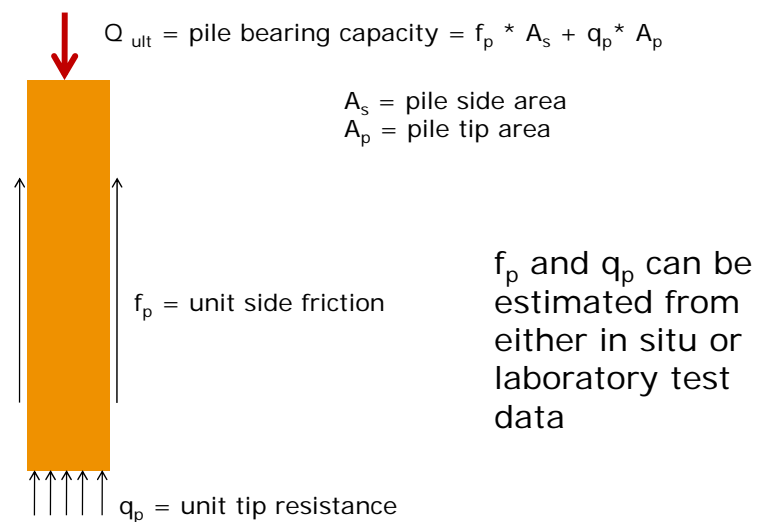 Q ult = pile bearing capacity = fp * As + qp* Ap
As = pile side area
Ap = pile tip area
fp and qp can be
estimated from
either in situ or
laboratory test
data
fp = unit side friction
qp = unit tip resistance